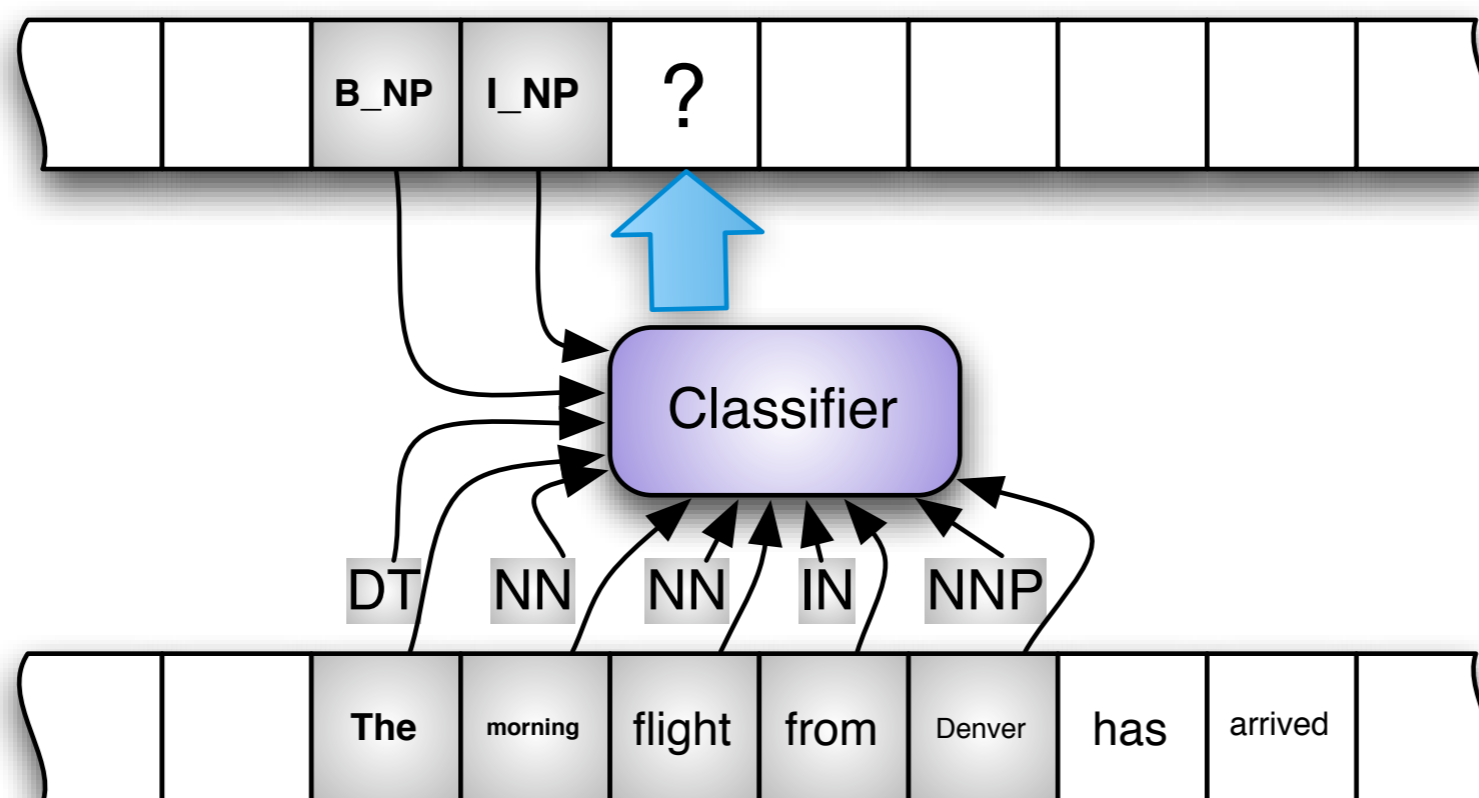 B_NP I_NP ?
Classifier
DT NN NN IN NNP
The morning flight from Denver has arrived